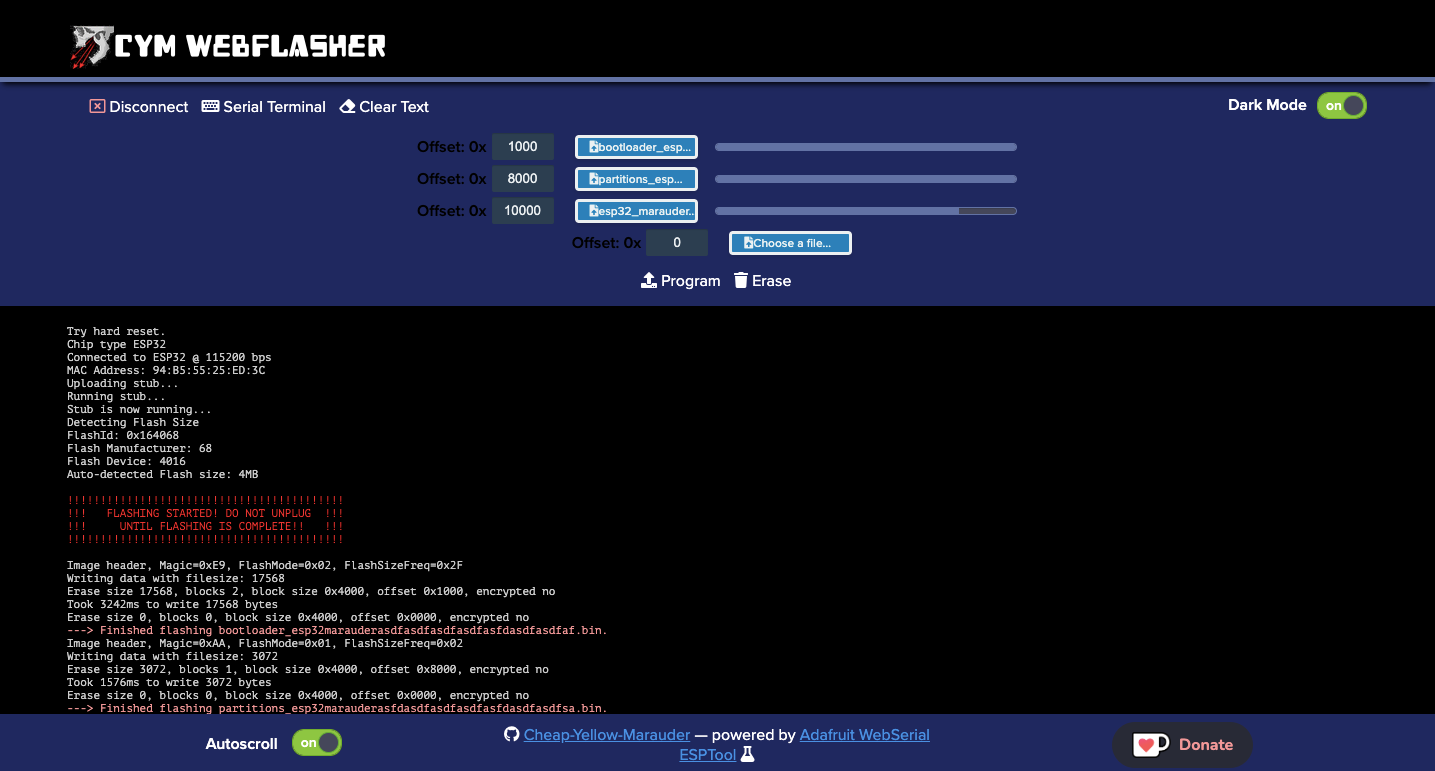 CYM WEBFLASHER
Disconnect Serial Terminal Clear Text Dark Mode on
Offset: 0x 1000 bootloader_esp...
Offset: 0x 8000 partitions_esp...
Offset: 0x 10000 esp32_marauder...
Offset: 0x 0 Choose a file...
Program Erase
Try hard reset.
Chip type ESP32
Connected to ESP32 @ 115200 bps
MAC Address: 94:B5:55:25:ED:3C
Uploading stub...
Running stub...
Stub is now running...
Detecting Flash Size
FlashId: 0x164068
Flash Manufacturer: 68
Flash Device: 4016
Auto-detected Flash size: 4MB
!!!!!!!!!!!!!!!!!!!!!!!!!!!!!!!!!!!!!!!!!!
!!! FLASHING STARTED! DO NOT UNPLUG !!!
!!! UNTIL FLASHING IS COMPLETE!! !!!
!!!!!!!!!!!!!!!!!!!!!!!!!!!!!!!!!!!!!!!!!!
Image header, Magic=0xE9, FlashMode=0x02, FlashSizeFreq=0x2F
Writing data with filesize: 17568
Erase size 17568, blocks 2, block size 0x4000, offset 0x1000, encrypted no
Took 3242ms to write 17568 bytes
Erase size 0, blocks 0, block size 0x4000, offset 0x0000, encrypted no
---> Finished flashing bootloader_esp32marauderasdfasdfasdfasdfasfdasdfasdfaf.bin.
Image header, Magic=0xAA, FlashMode=0x01, FlashSizeFreq=0x02
Writing data with filesize: 3072
Erase size 3072, blocks 1, block size 0x4000, offset 0x8000, encrypted no
Took 1576ms to write 3072 bytes
Erase size 0, blocks 0, block size 0x4000, offset 0x0000, encrypted no
---> Finished flashing partitions_esp32marauderasfdasdfasdfasdfasfdasdfasdfsa.bin.
Autoscroll on Cheap-Yellow-Marauder — powered by Adafruit WebSerial
ESPTool
Donate